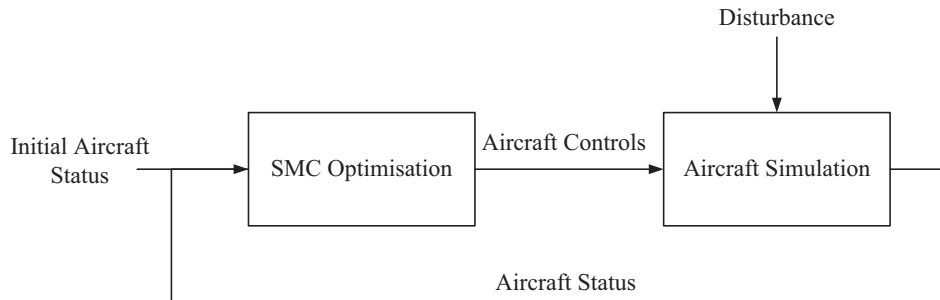 Disturbance
Initial Aircraft
Status
SMC Optimisation
Aircraft Controls
Aircraft Simulation
Aircraft Status